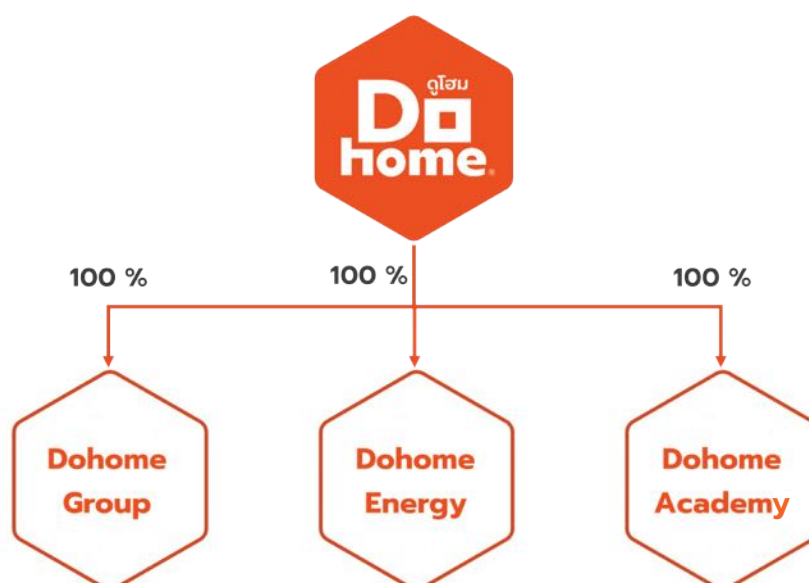 ดูโฮม
Do
home®
100 % 100 % 100 %
Dohome
Group
Dohome
Energy
Dohome
Academy